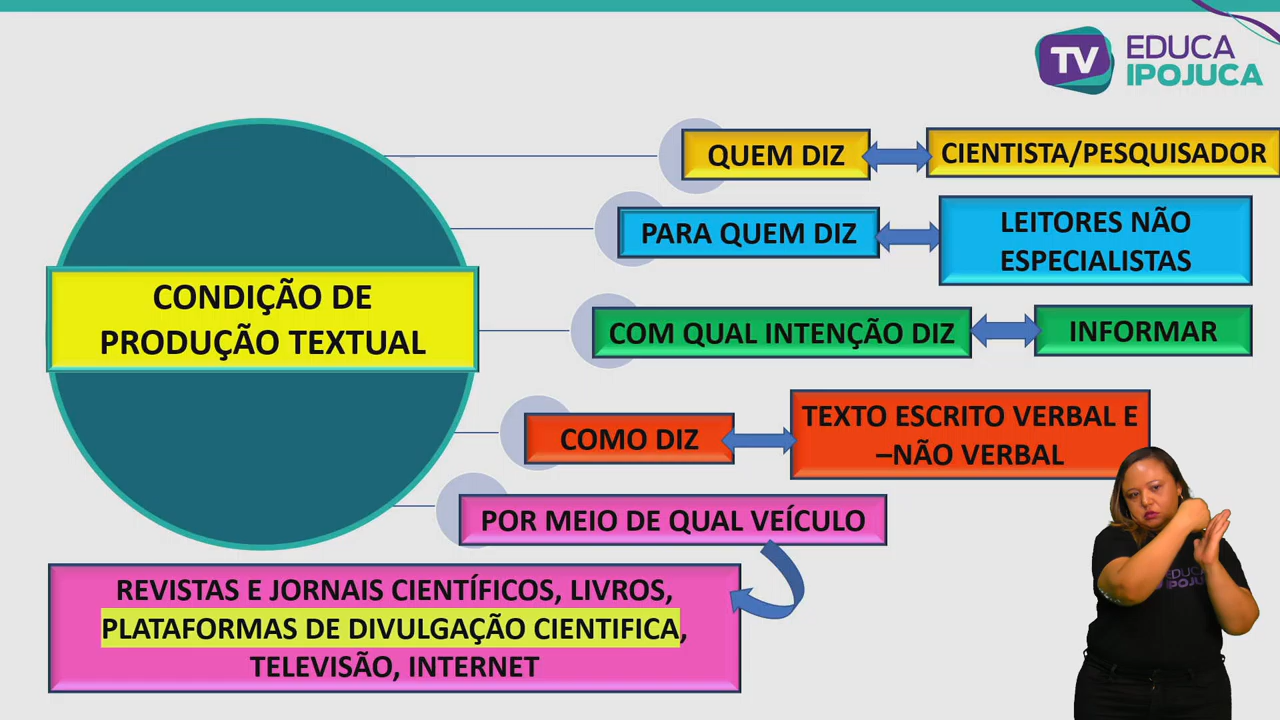 TV EDUCA
IPOJUCA
QUEM DIZ
CIENTISTA/PESQUISADOR
PARA QUEM DIZ
LEITORES NÃO
ESPECIALISTAS
CONDIÇÃO DE
PRODUÇÃO TEXTUAL
COM QUAL INTENÇÃO DIZ
INFORMAR
COMO DIZ
TEXTO ESCRITO VERBAL E
–NÃO VERBAL
POR MEIO DE QUAL VEÍCULO
REVISTAS E JORNAIS CIENTÍFICOS, LIVROS,
PLATAFORMAS DE DIVULGAÇÃO CIENTIFICA,
TELEVISÃO, INTERNET
EDUCA
IPOJUCA